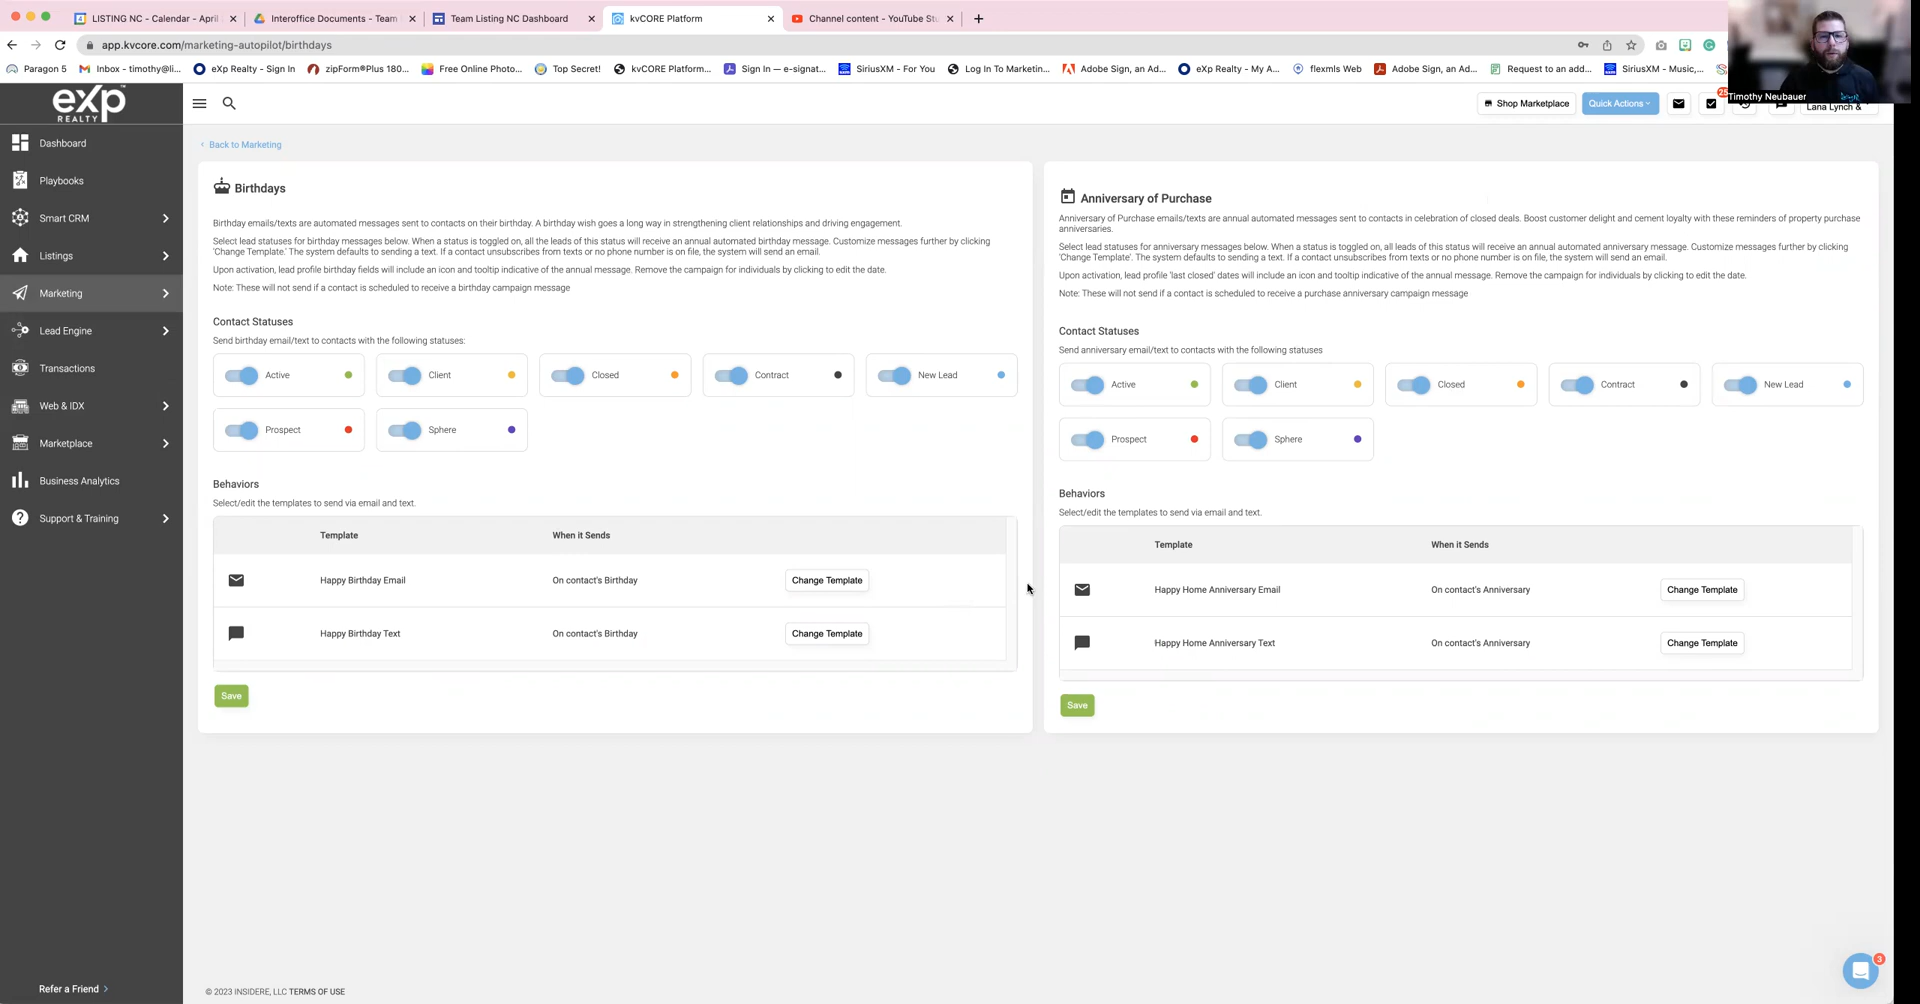 LISTING NC - Calendar - April
Interoffice Documents - Team
Team Listing NC Dashboard
kvCORE Platform
Channel content - YouTube Stu
app.kvcore.com/marketing-autopilot/birthdays
Paragon 5
Inbox - timothy@li...
eXp Realty - Sign In
zipForm®Plus 180...
Free Online Photo...
Top Secret!
kvCORE Platform...
Sign In — e-signat...
SiriusXM - For You
Log In To Marketin...
Adobe Sign, an Ad...
eXp Realty - My A...
flexmls Web
Adobe Sign, an Ad...
Request to an add...
SiriusXM - Music,...
Timothy Neubauer
eXp
REALTY
Shop Marketplace
Quick Actions
Lana Lynch &
Dashboard
Playbooks
Smart CRM
Listings
Marketing
Lead Engine
Transactions
Web & IDX
Marketplace
Business Analytics
Support & Training
Refer a Friend
Back to Marketing
Birthdays
Birthday emails/texts are automated messages sent to contacts on their birthday. A birthday wish goes a long way in strengthening client relationships and driving engagement.
Select lead statuses for birthday messages below. When a status is toggled on, all the leads of this status will receive an annual automated birthday message. Customize messages further by clicking
'Change Template.' The system defaults to sending a text. If a contact unsubscribes from texts or no phone number is on file, the system will send an email.
Upon activation, lead profile birthday fields will include an icon and tooltip indicative of the annual message. Remove the campaign for individuals by clicking to edit the date.
Note: These will not send if a contact is scheduled to receive a birthday campaign message
Contact Statuses
Send birthday email/text to contacts with the following statuses:
Active
Client
Closed
Contract
New Lead
Prospect
Sphere
Behaviors
Select/edit the templates to send via email and text.
Template When it Sends
Happy Birthday Email On contact's Birthday Change Template
Happy Birthday Text On contact's Birthday Change Template
Save
Anniversary of Purchase
Anniversary of Purchase emails/texts are annual automated messages sent to contacts in celebration of closed deals. Boost customer delight and cement loyalty with these reminders of property purchase
anniversaries.
Select lead statuses for anniversary messages below. When a status is toggled on, all leads of this status will receive an annual automated anniversary message. Customize messages further by clicking
'Change Template'. The system defaults to sending a text. If a contact unsubscribes from texts or no phone number is on file, the system will send an email.
Upon activation, lead profile 'last closed' dates will include an icon and tooltip indicative of the annual message. Remove the campaign for individuals by clicking to edit the date.
Note: These will not send if a contact is scheduled to receive a purchase anniversary campaign message
Contact Statuses
Send anniversary email/text to contacts with the following statuses
Active
Client
Closed
Contract
New Lead
Prospect
Sphere
Behaviors
Select/edit the templates to send via email and text.
Template When it Sends
Happy Home Anniversary Email On contact's Anniversary Change Template
Happy Home Anniversary Text On contact's Anniversary Change Template
Save
3
© 2023 INSIDERE, LLC TERMS OF USE